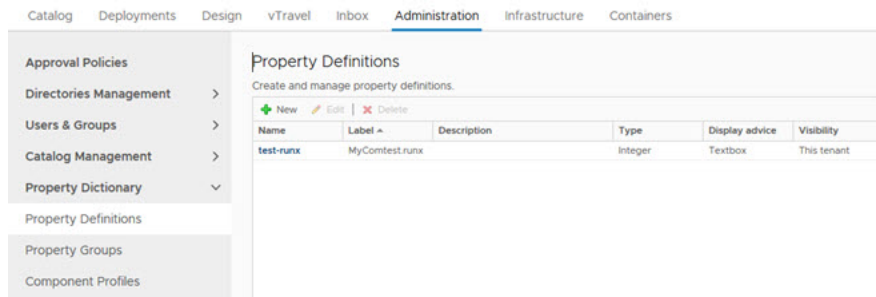 Catalog Deployments Design vTravel Inbox Administration Infrastructure Containers
Approval Policies
Directories Management
Users & Groups
Catalog Management
Property Dictionary
Property Definitions
Property Groups
Component Profiles
Property Definitions
Create and manage property definitions.
New Edit Delete
Name Label Description Type Display advice Visibility
test-runx MyComtest.runx Integer Textbox This tenant